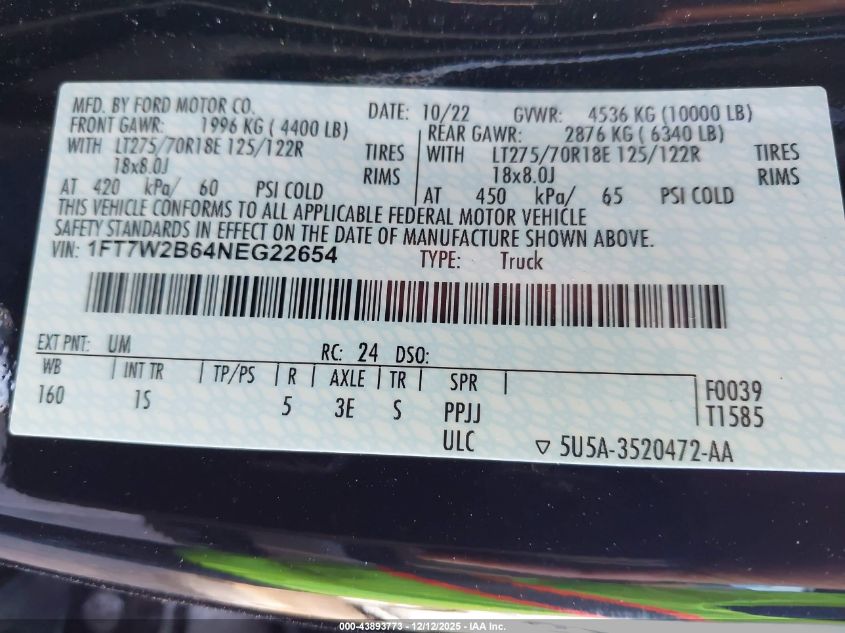 MFD. BY FORD MOTOR CO. DATE: 10/22 GVWR: 4536 KG (10000 LB)
FRONT GAWR: 1996 KG ( 4400 LB) REAR GAWR: 2876 KG ( 6340 LB)
WITH LT275/70R18E 125/122R TIRES WITH LT275/70R18E 125/122R TIRES
18x8.0J RIMS 18x8.0J RIMS
AT 420 kPa/ 60 PSI COLD AT 450 kPa/ 65 PSI COLD
THIS VEHICLE CONFORMS TO ALL APPLICABLE FEDERAL MOTOR VEHICLE
SAFETY STANDARDS IN EFFECT ON THE DATE OF MANUFACTURE SHOWN ABOVE.
VIN: 1FT7W2B64NEG22654 TYPE: Truck
EXT PNT: UM RC: 24 DSO:
WB INT TR TP/PS R AXLE TR SPR F0039
160 1S 5 3E S PPJJ T1585
ULC 5U5A-3520472-AA
000-43893773 - 12/12/2025 - IAA Inc.